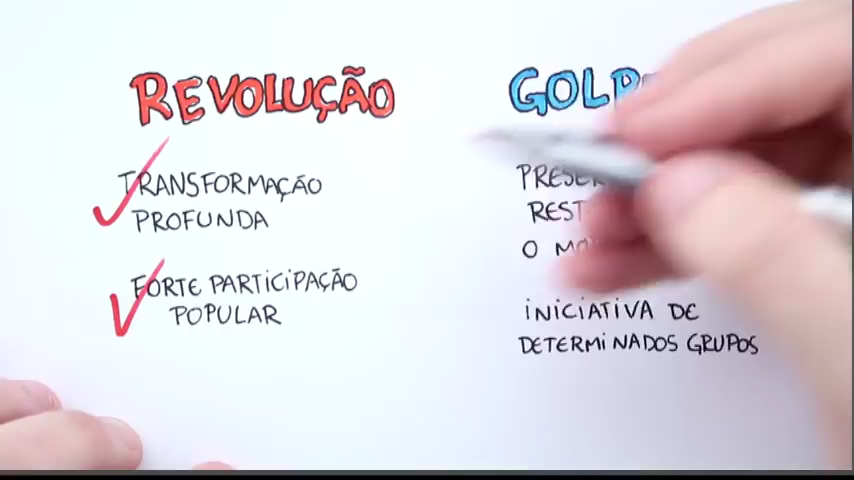 REVOLUÇÃO
TRANSFORMAÇÃO
PROFUNDA
FORTE PARTICIPAÇÃO
POPULAR
O
INICIATIVA DE
DETERMINADOS GRUPOS